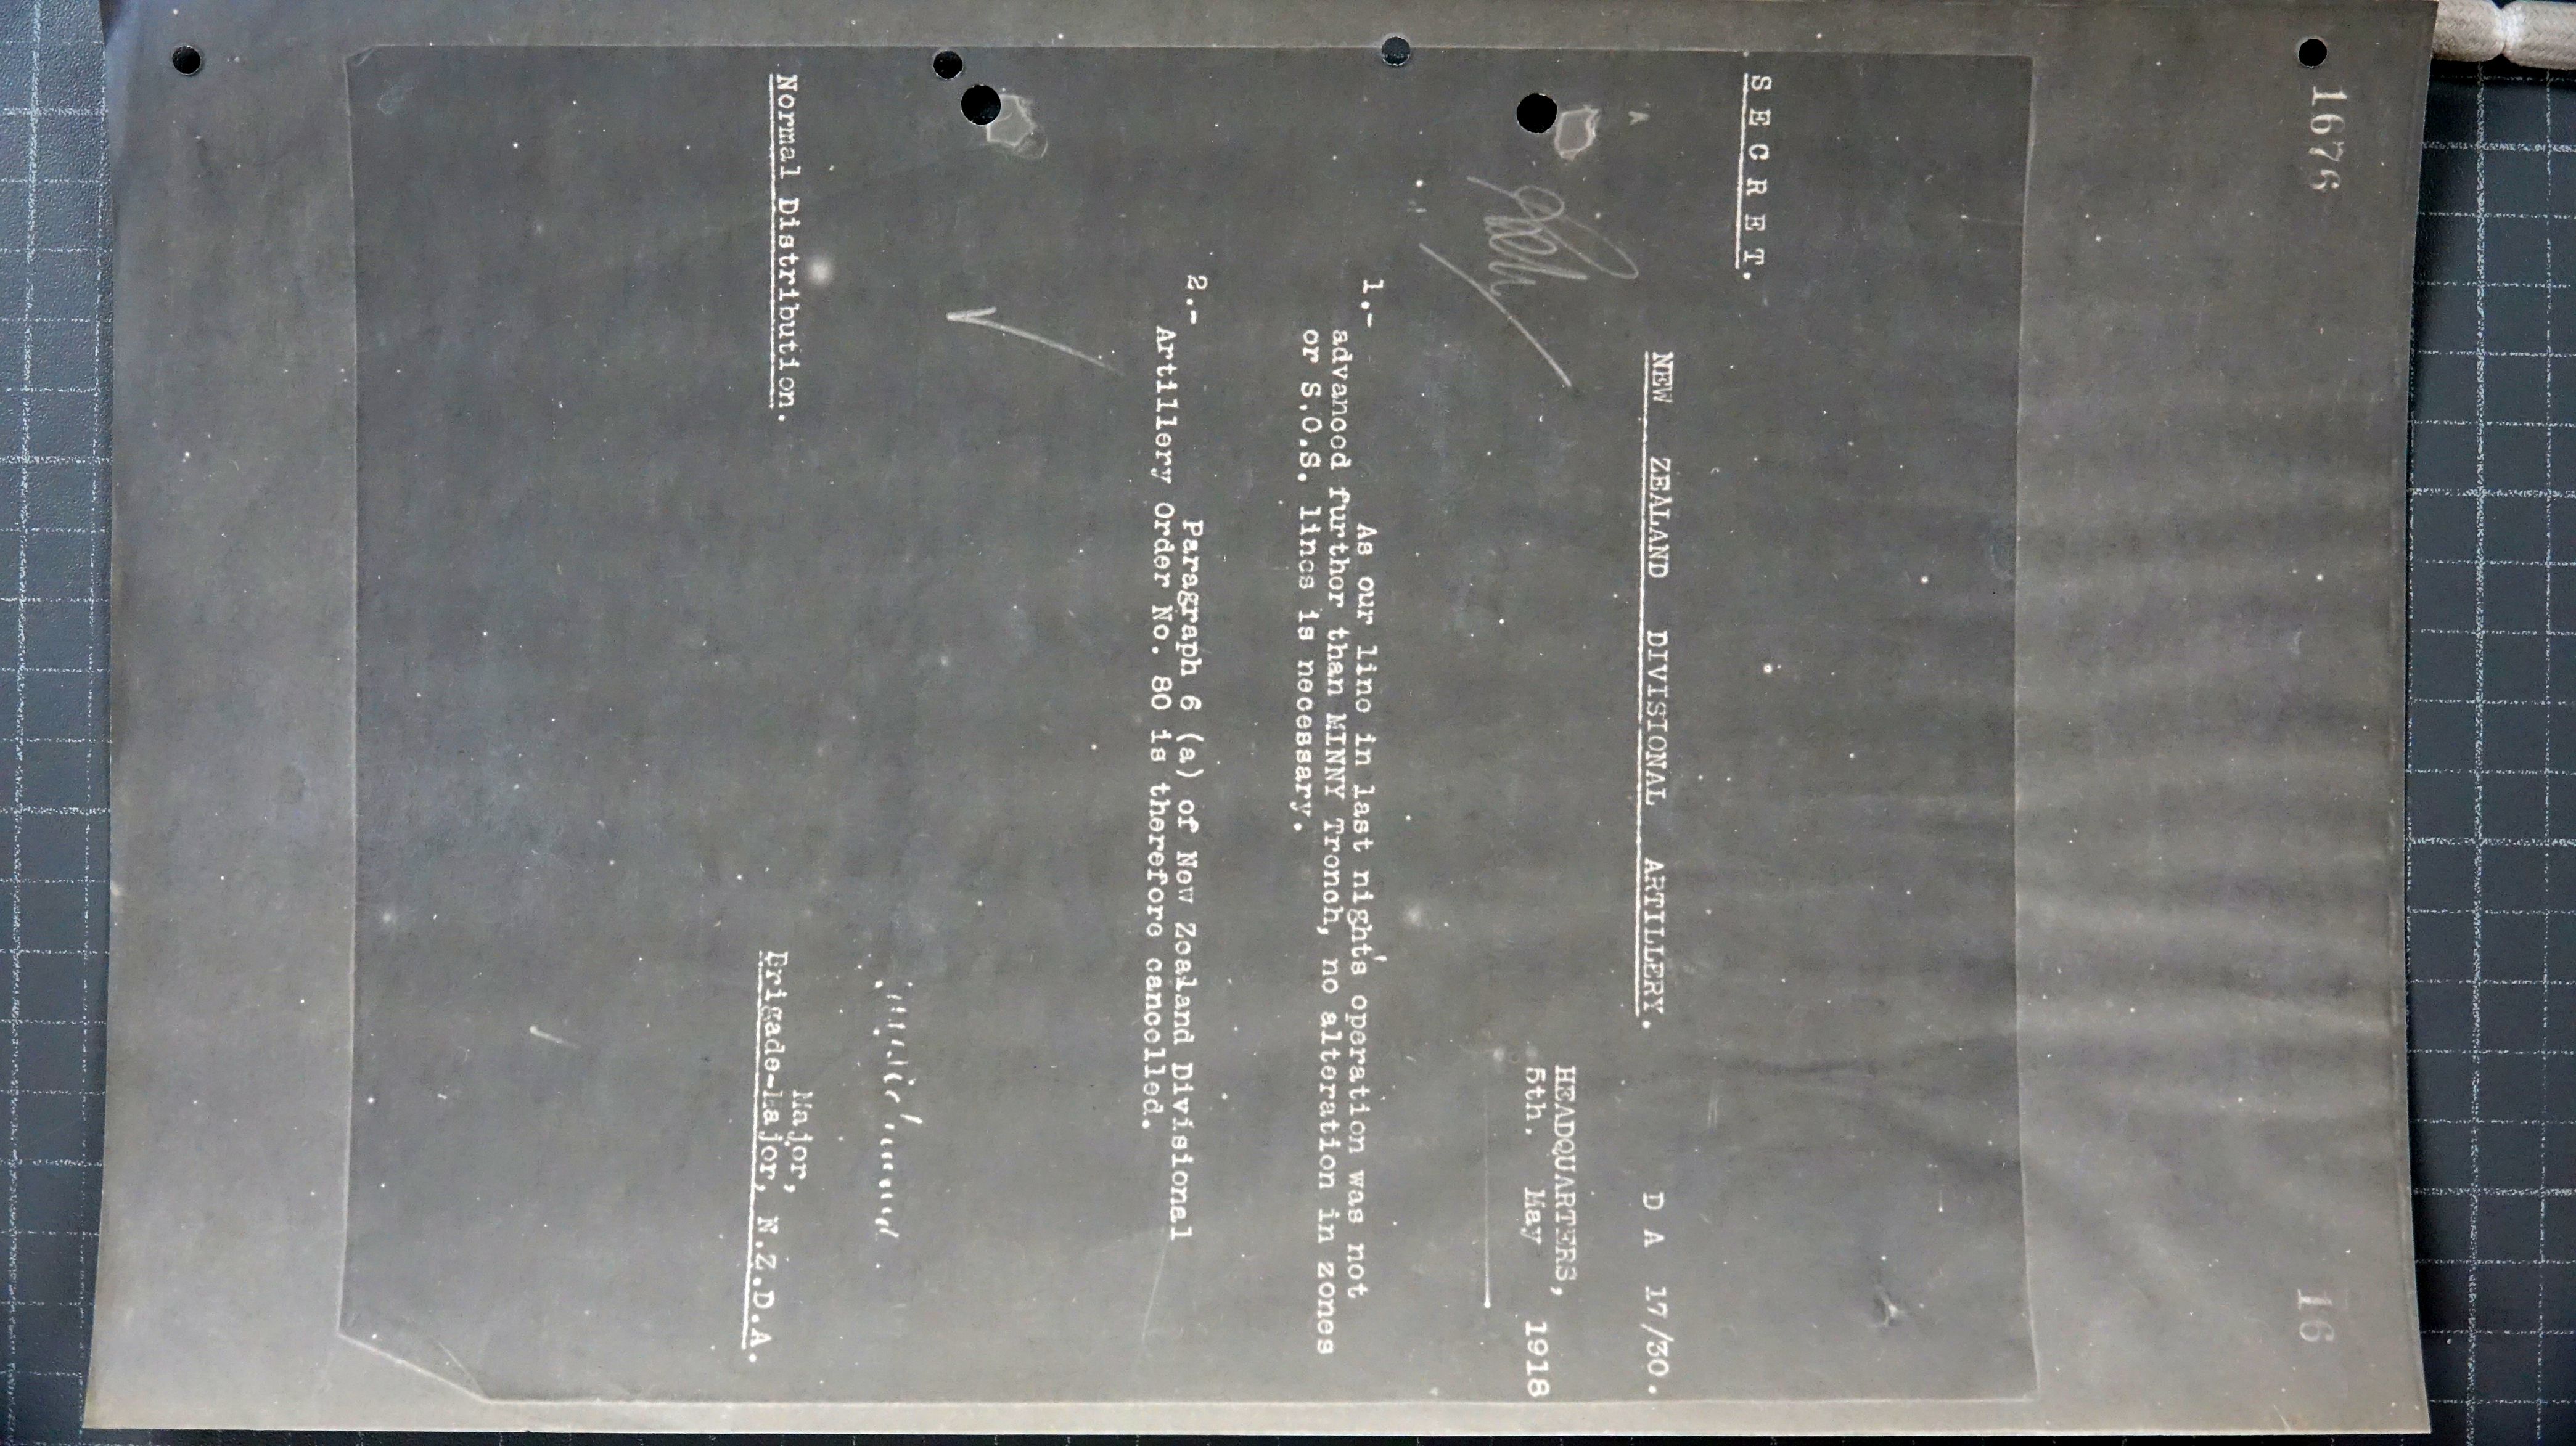 1676
16
S E C R E T.
NEW ZEALAND DIVISIONAL ARTILLERY. D A 17/30.
HEADQUARTERS,
5th. May 1918
1.- As our line in last night's operation was not
advanced further than MINNY Trench, no alteration in zones
or S.O.S. lines is necessary.
2.- Paragraph 6 (a) of New Zealand Divisional
Artillery Order No. 80 is therefore cancelled.
Major,
Brigade-Major, N.Z.D.A.
Normal Distribution.